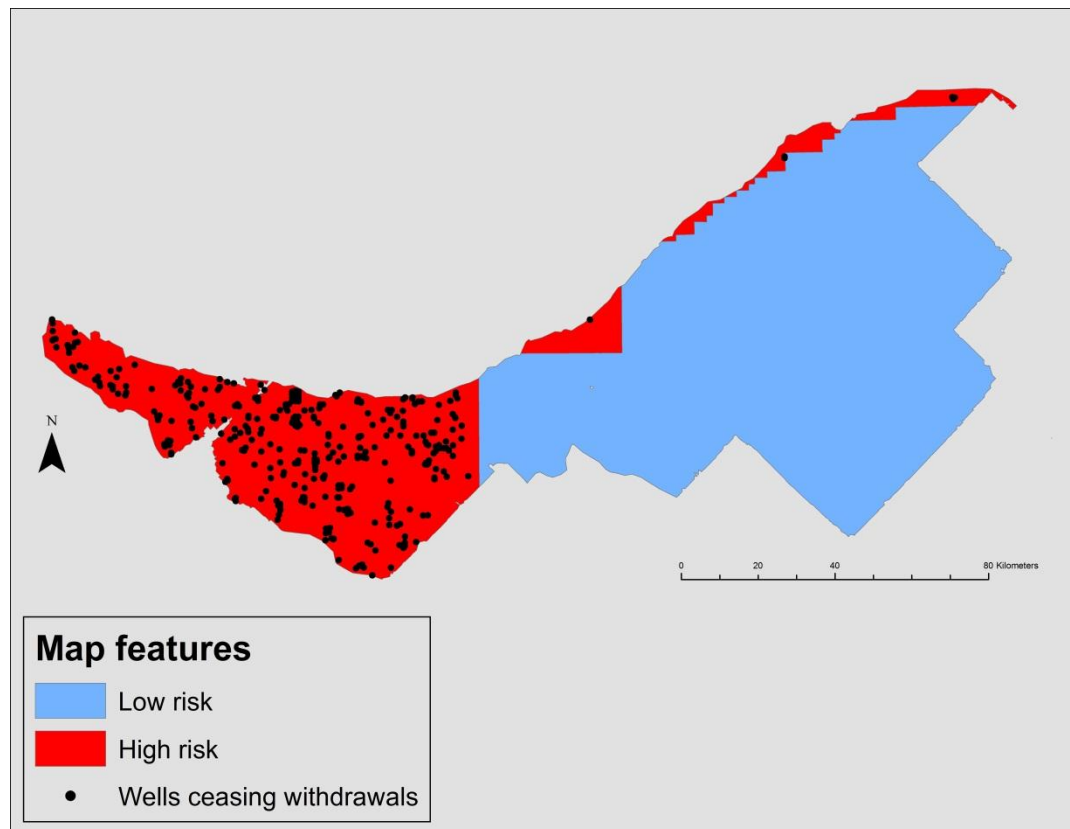 N
0 20 40 80 Kilometers
Map features
Low risk
High risk
Wells ceasing withdrawals